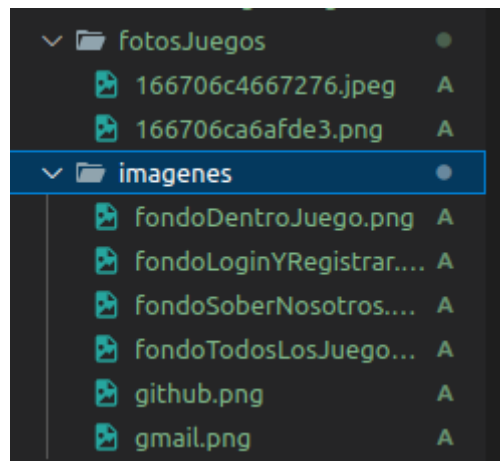 fotosJuegos
166706c4667276.jpeg A
166706ca6afde3.png A
imagenes
fondoDentroJuego.png A
fondoLoginYRegistrar.... A
fondoSoberNosotros.... A
fondoTodosLosJuego... A
github.png A
gmail.png A